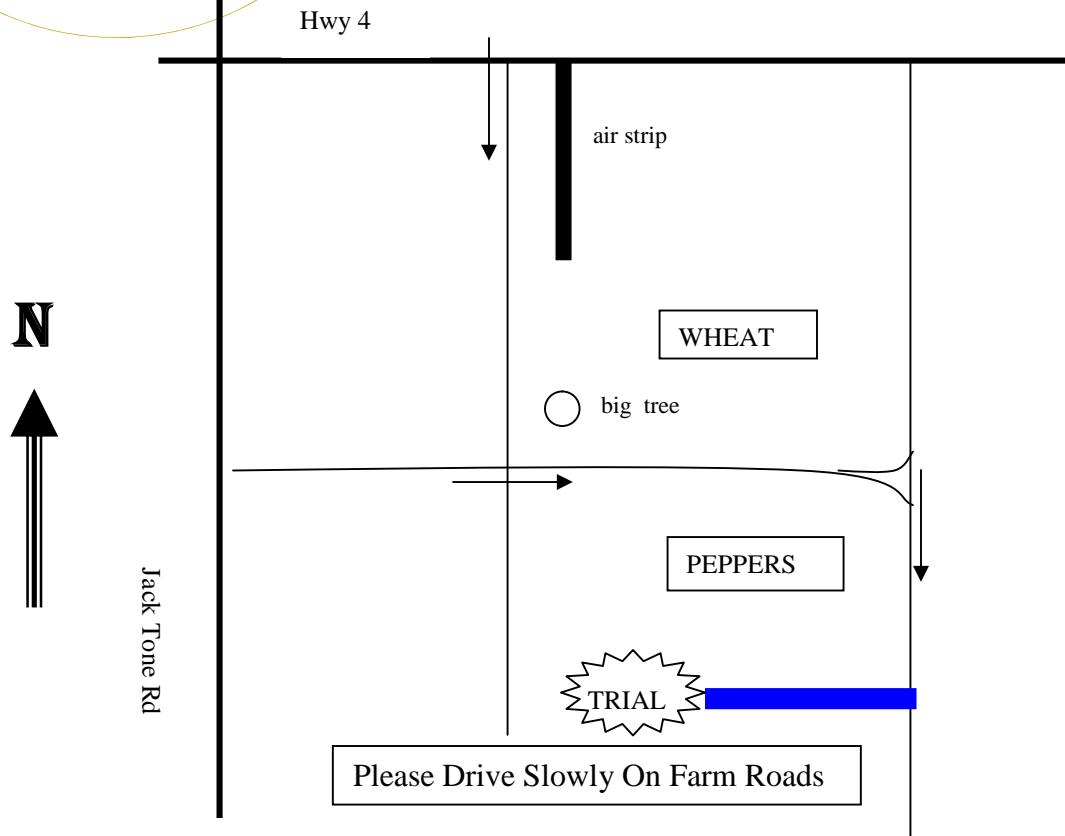 Hwy 4
air strip
N
WHEAT
big tree
PEPPERS
Jack Tone Rd
TRIAL
Please Drive Slowly On Farm Roads